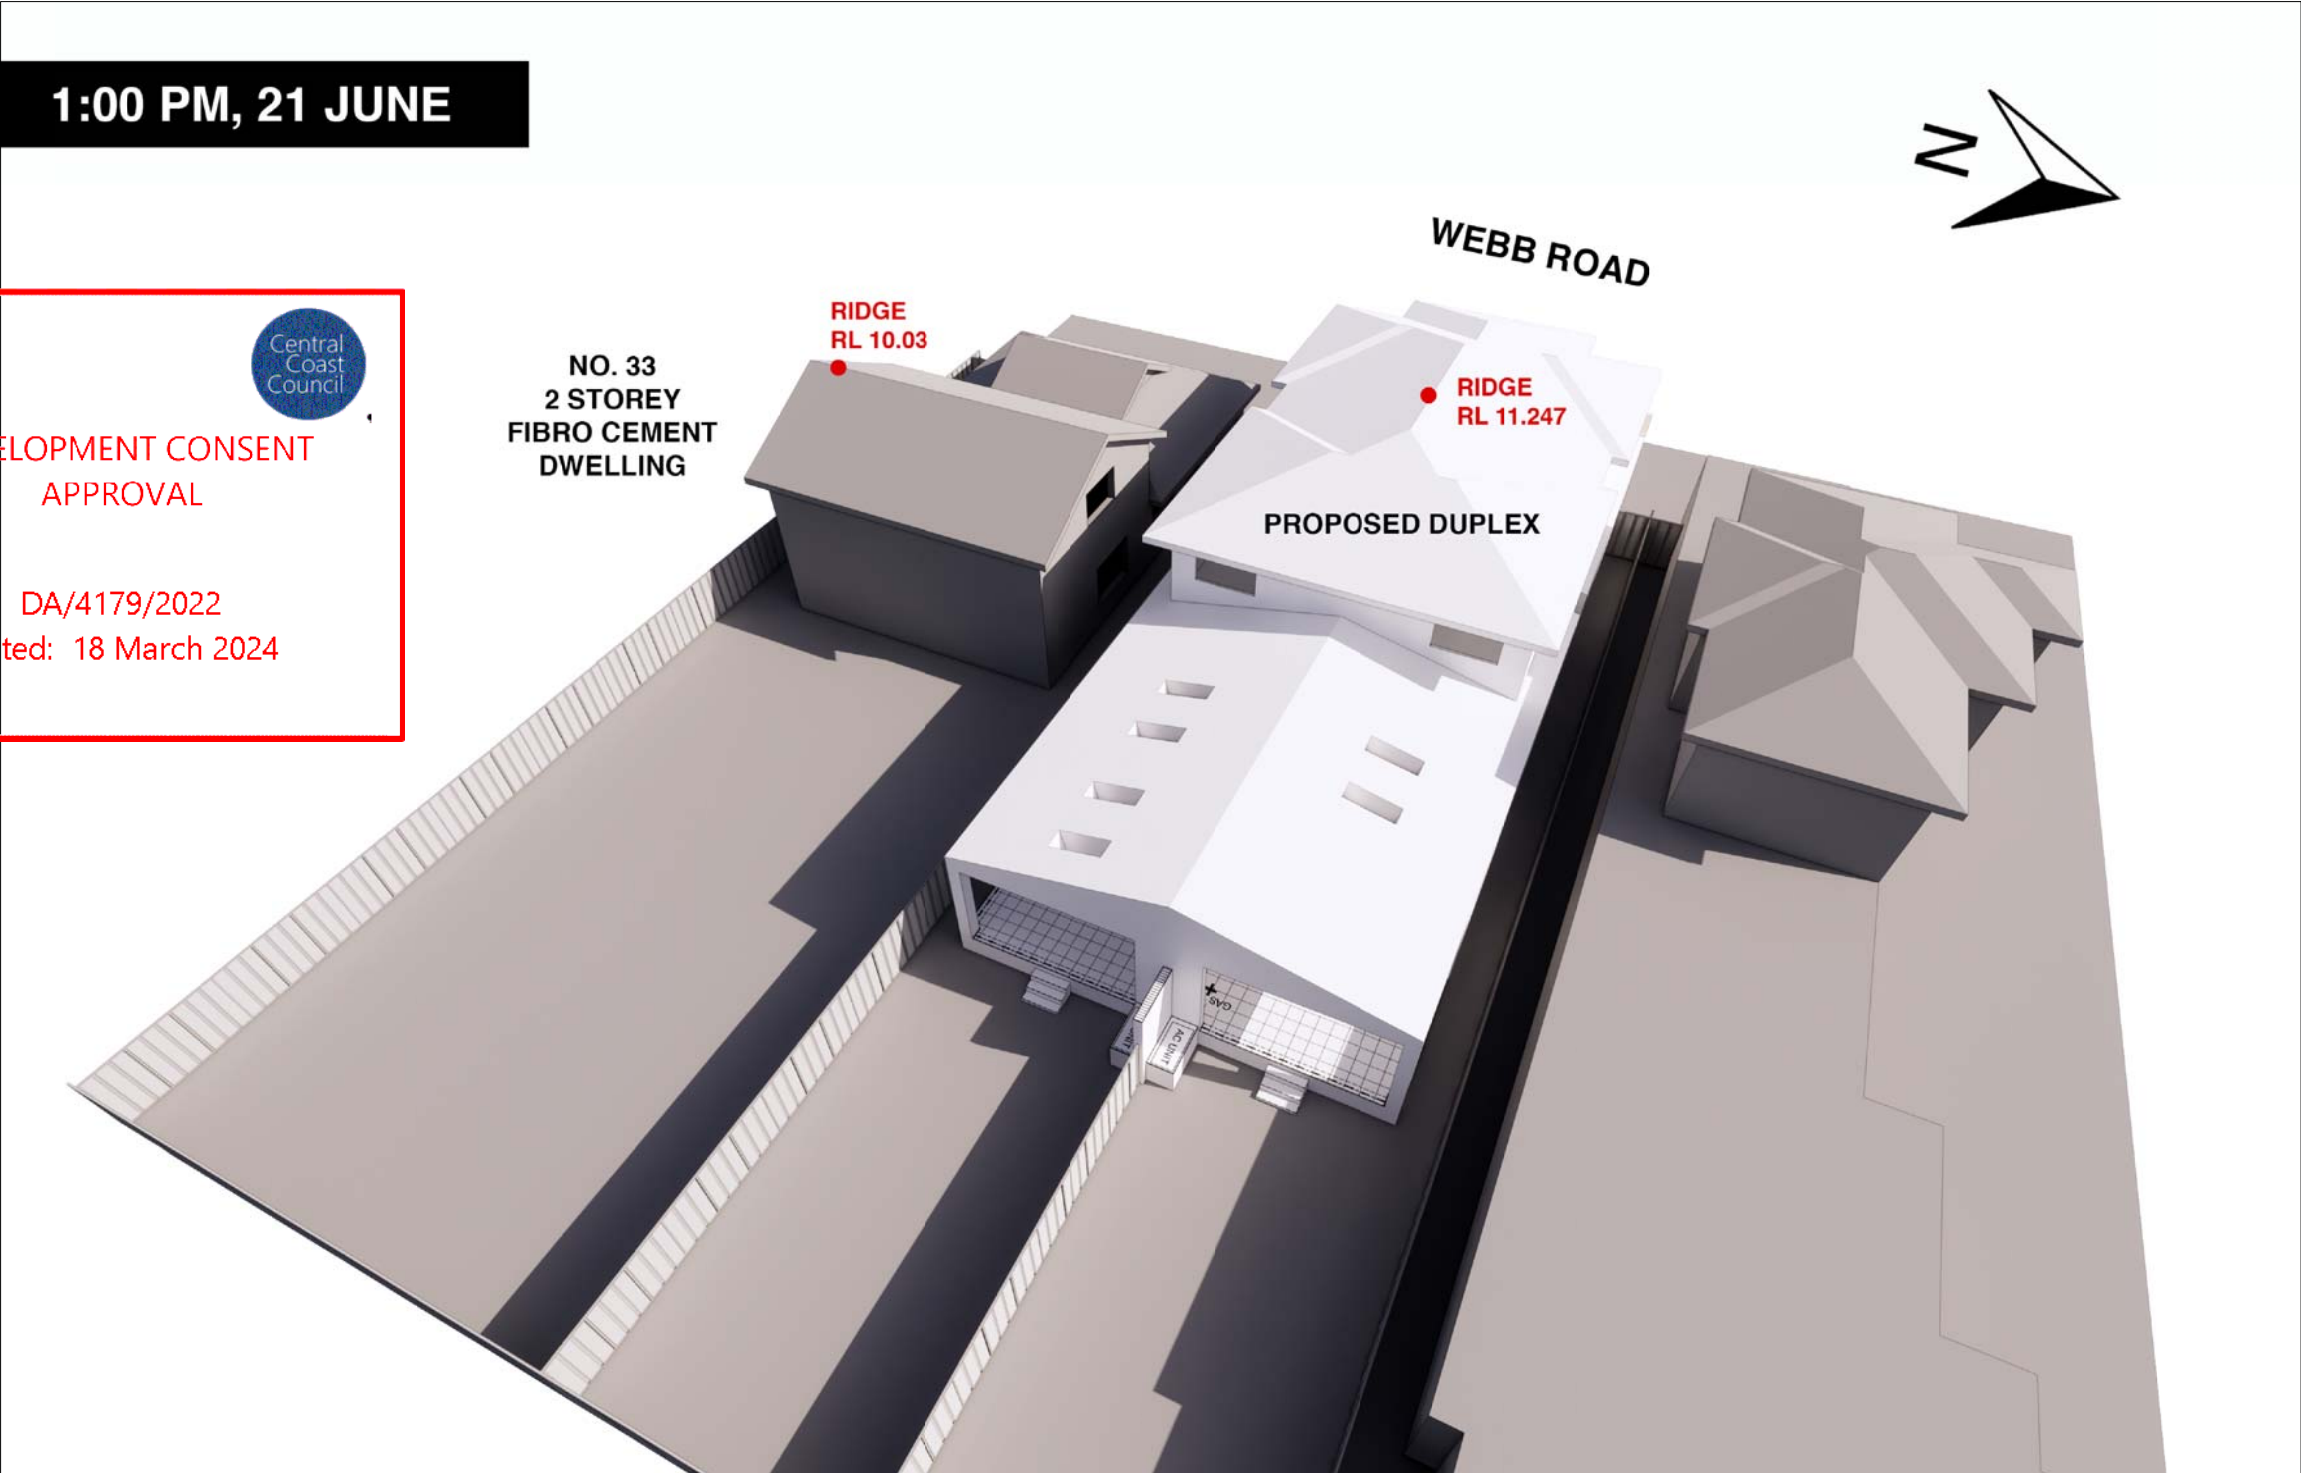 1:00 PM, 21 JUNE
N
WEBB ROAD
RIDGE
RL 10.03
NO. 33
2 STOREY
FIBRO CEMENT
DWELLING
RIDGE
RL 11.247
PROPOSED DUPLEX
Central
Coast
Council
ELOPMENT CONSENT
APPROVAL
DA/4179/2022
ted: 18 March 2024
GAS
AC UNIT
UNIT